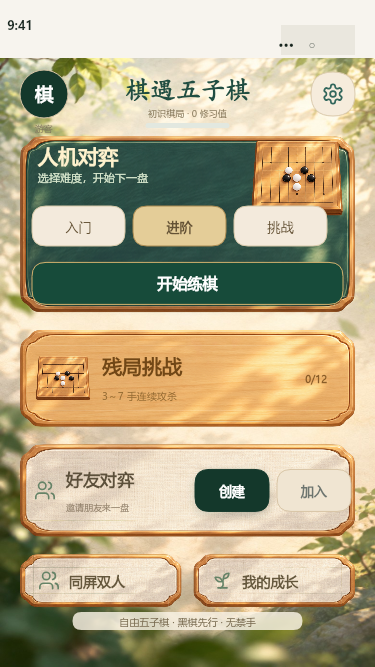 9:41
棋
棋遇五子棋
初识棋局 · 0 修习值
人机对弈
选择难度，开始下一盘
入门
进阶
挑战
开始练棋
残局挑战
3~7 手连续攻杀
0/12
好友对弈
邀请朋友来一盘
创建
加入
同屏双人
我的成长
自由五子棋 · 黑棋先行 · 无禁手